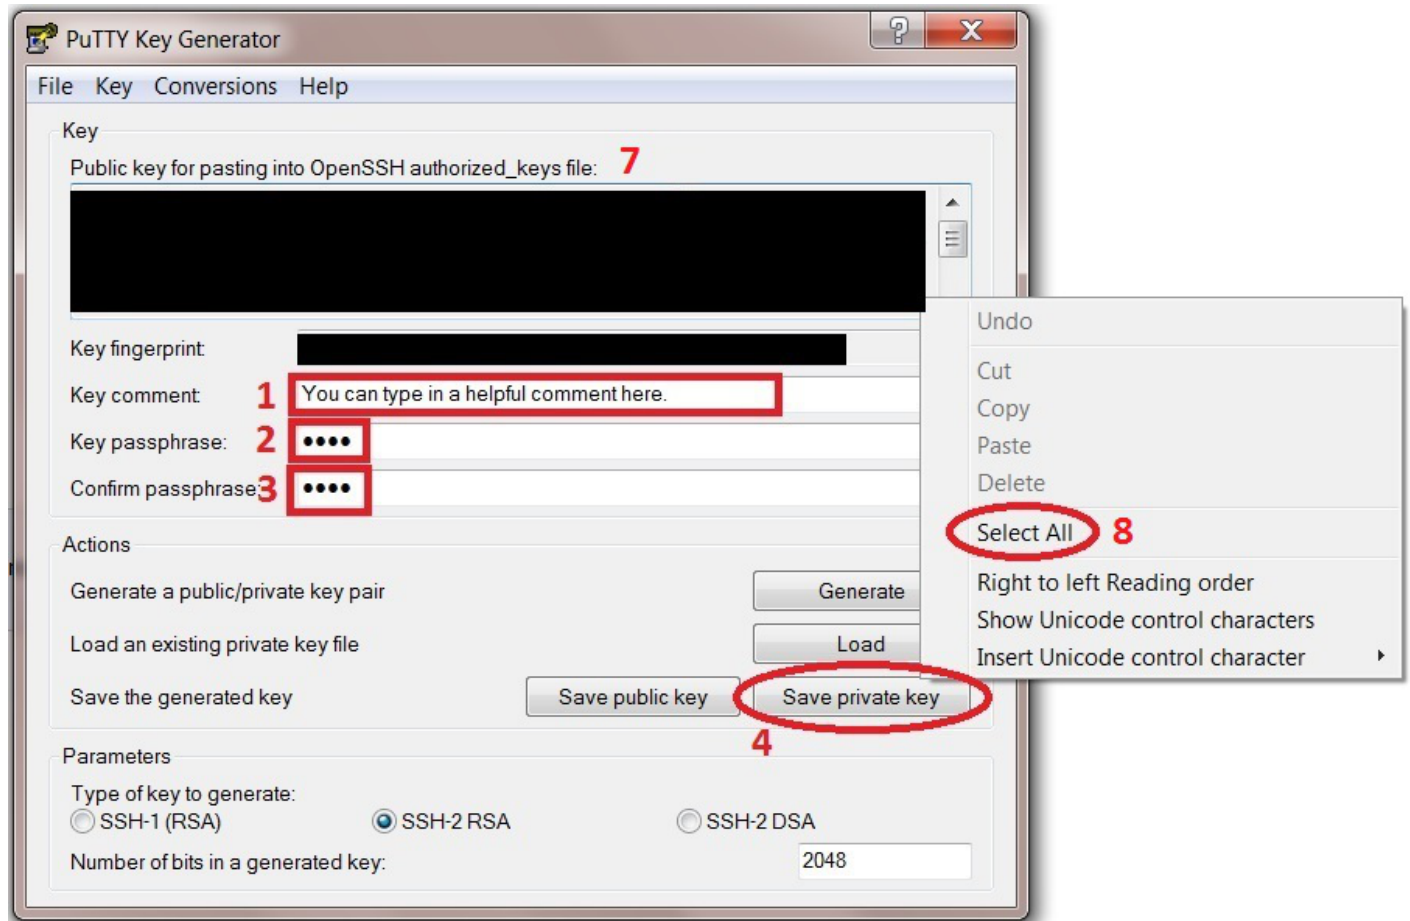 PuTTY Key Generator
File Key Conversions Help
Key
Public key for pasting into OpenSSH authorized_keys file: 7
Key fingerprint:
Key comment: 1 You can type in a helpful comment here.
Key passphrase: 2 ••••
Confirm passphrase: 3 ••••
Undo
Cut
Copy
Paste
Delete
Select All 8
Right to left Reading order
Show Unicode control characters
Insert Unicode control character
Actions
Generate a public/private key pair Generate
Load an existing private key file Load
Save the generated key Save public key Save private key
4
Parameters
Type of key to generate:
SSH-1 (RSA) SSH-2 RSA SSH-2 DSA
Number of bits in a generated key: 2048